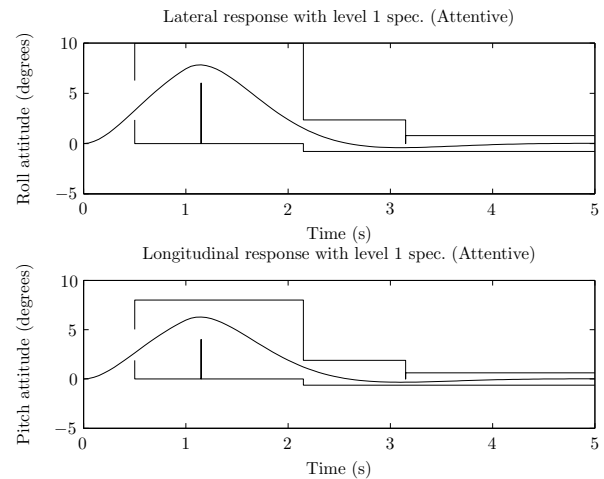 Lateral response with level 1 spec. (Attentive)
Roll attitude (degrees)
10
5
0
−5
0 1 2 3 4 5
Time (s)
Longitudinal response with level 1 spec. (Attentive)
Pitch attitude (degrees)
10
5
0
−5
0 1 2 3 4 5
Time (s)